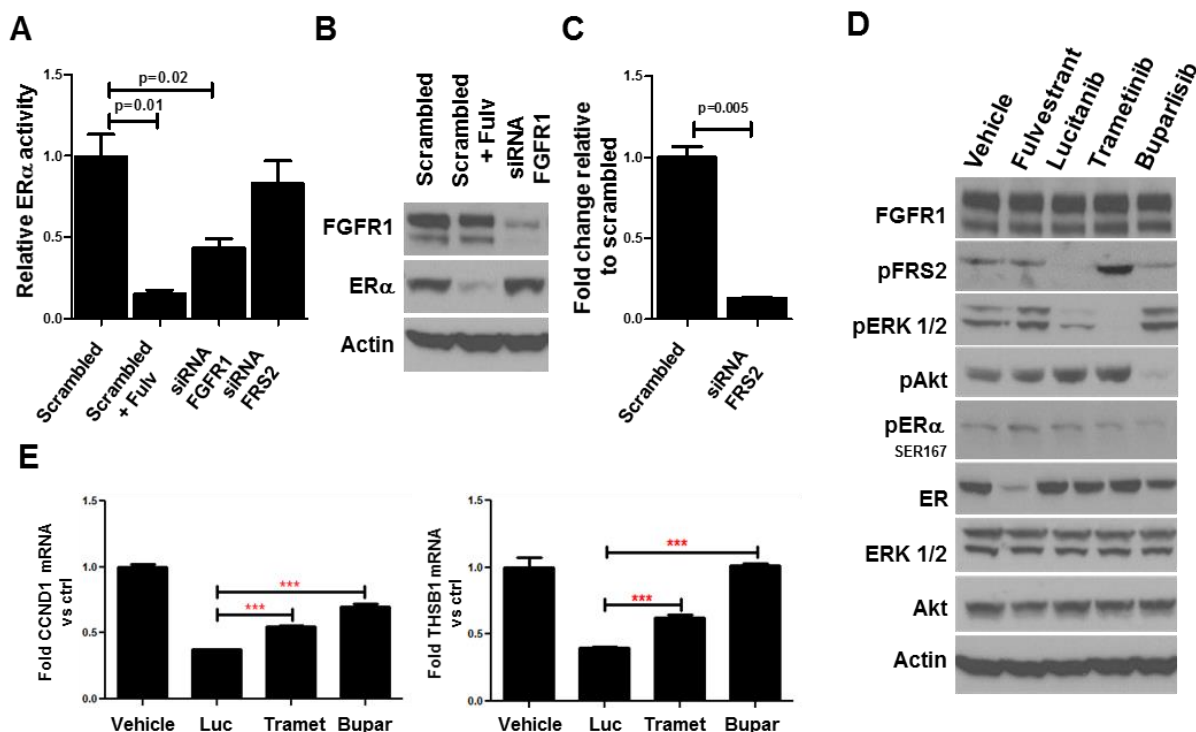 A
Relative ERα activity
1.5
1.0
0.5
0.0
p=0.02
p=0.01
Scrambled
Scrambled
+ Fulv
siRNA
FGFR1
siRNA
FRS2
B
Scrambled
Scrambled
+ Fulv
siRNA
FGFR1
FGFR1
ERα
Actin
C
Fold change relative
to scrambled
1.5
1.0
0.5
0.0
p=0.005
Scrambled
siRNA
FRS2
D
Vehicle
Fulvestrant
Lucitanib
Trametinib
Buparlisib
FGFR1
pFRS2
pERK 1/2
pAkt
pERα
SER167
ER
ERK 1/2
Akt
Actin
E
Fold CCND1 mRNA
vs ctrl
1.5
1.0
0.5
0.0
***
***
Vehicle
Luc
Tramet
Bupar
Fold THSB1 mRNA
vs ctrl
1.5
1.0
0.5
0.0
***
***
Vehicle
Luc
Tramet
Bupar